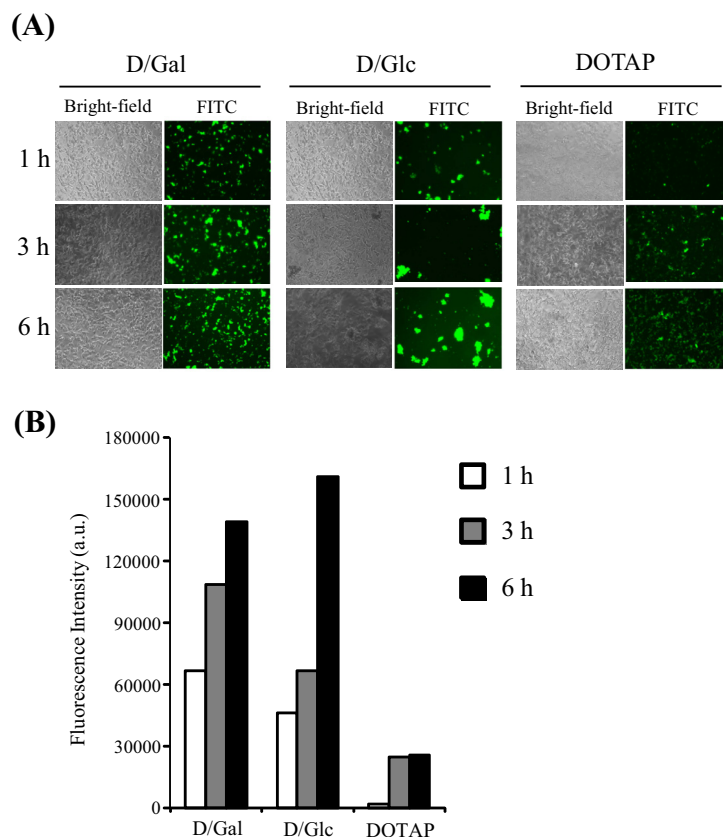 (A)
D/Gal D/Glc DOTAP
Bright-field FITC Bright-field FITC Bright-field FITC
1 h
3 h
6 h
(B)
180000
150000
120000
90000
60000
30000
0
Fluorescence Intensity (a.u.)
D/Gal D/Glc DOTAP
1 h
3 h
6 h